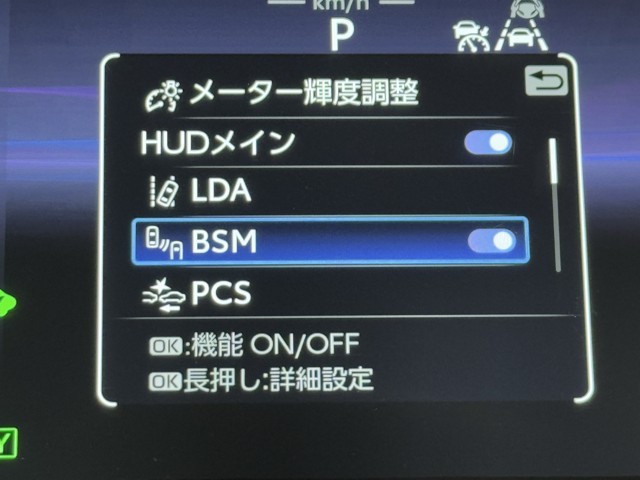 km/h
P
メーター輝度調整
HUDメイン
LDA
BSM
PCS
OK:機能 ON/OFF
OK長押し:詳細設定
Y